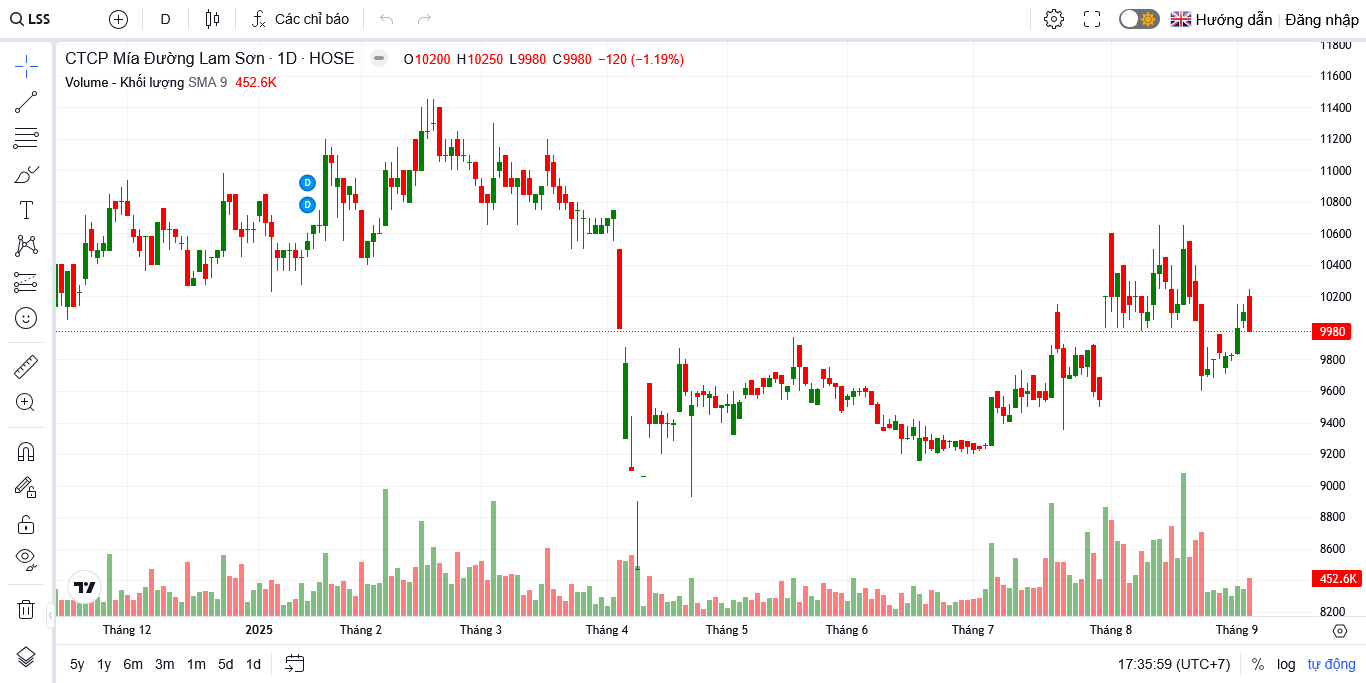 LSS D Các chỉ báo Hướng dẫn Đăng nhập
CTCP Mía Đường Lam Sơn · 1D · HOSE O10200 H10250 L9980 C9980 −120 (−1.19%)
Volume - Khối lượng SMA 9 452.6K
11800
11600
11400
11200
11000
10800
10600
10400
10200
9980
9800
9600
9400
9200
9000
8800
8600
452.6K
8200
D
D
Tháng 12 2025 Tháng 2 Tháng 3 Tháng 4 Tháng 5 Tháng 6 Tháng 7 Tháng 8 Tháng 9
5y 1y 6m 3m 1m 5d 1d 17:35:59 (UTC+7) % log tự động